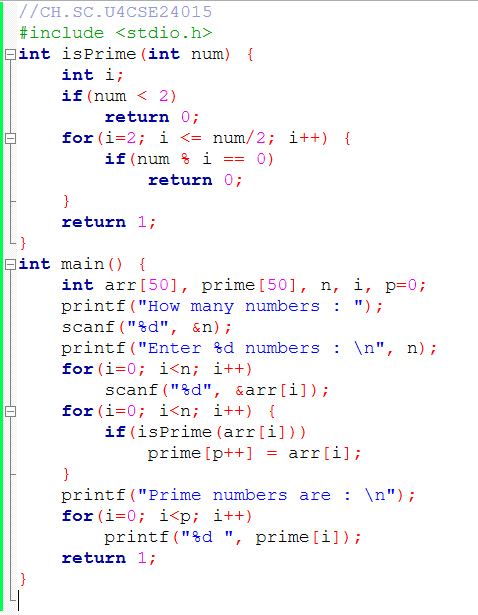 //CH.SC.U4CSE24015
#include <stdio.h>
int isPrime(int num) {
    int i;
    if(num < 2)
        return 0;
    for(i=2; i <= num/2; i++) {
        if(num % i == 0)
            return 0;
    }
    return 1;
}
int main() {
    int arr[50], prime[50], n, i, p=0;
    printf("How many numbers : ");
    scanf("%d", &n);
    printf("Enter %d numbers : \n", n);
    for(i=0; i<n; i++)
        scanf("%d", &arr[i]);
    for(i=0; i<n; i++) {
        if(isPrime(arr[i]))
            prime[p++] = arr[i];
    }
    printf("Prime numbers are : \n");
    for(i=0; i<p; i++)
        printf("%d ", prime[i]);
    return 1;
}